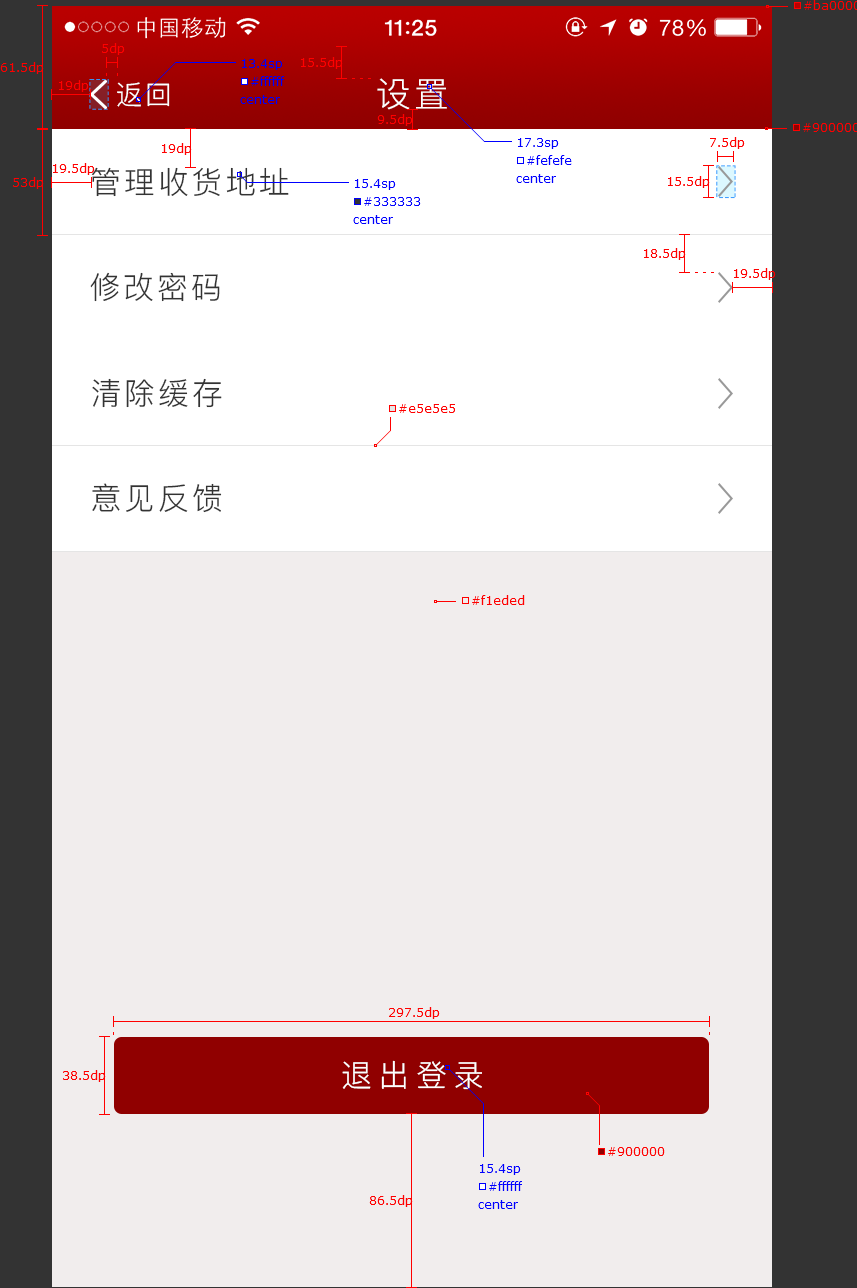 中国移动 11:25 78%
#ba0000
61.5dp
5dp
15.5dp
19dp
返回
#ffffff
center
设置
9.5dp
#900000
17.3sp
#fefefe
center
19dp
7.5dp
53dp
19.5dp
管理收货地址
15.4sp
#333333
center
15.5dp
18.5dp
19.5dp
修改密码
清除缓存
#e5e5e5
意见反馈
#f1eded
297.5dp
38.5dp
退出登录
#900000
15.4sp
#ffffff
center
86.5dp